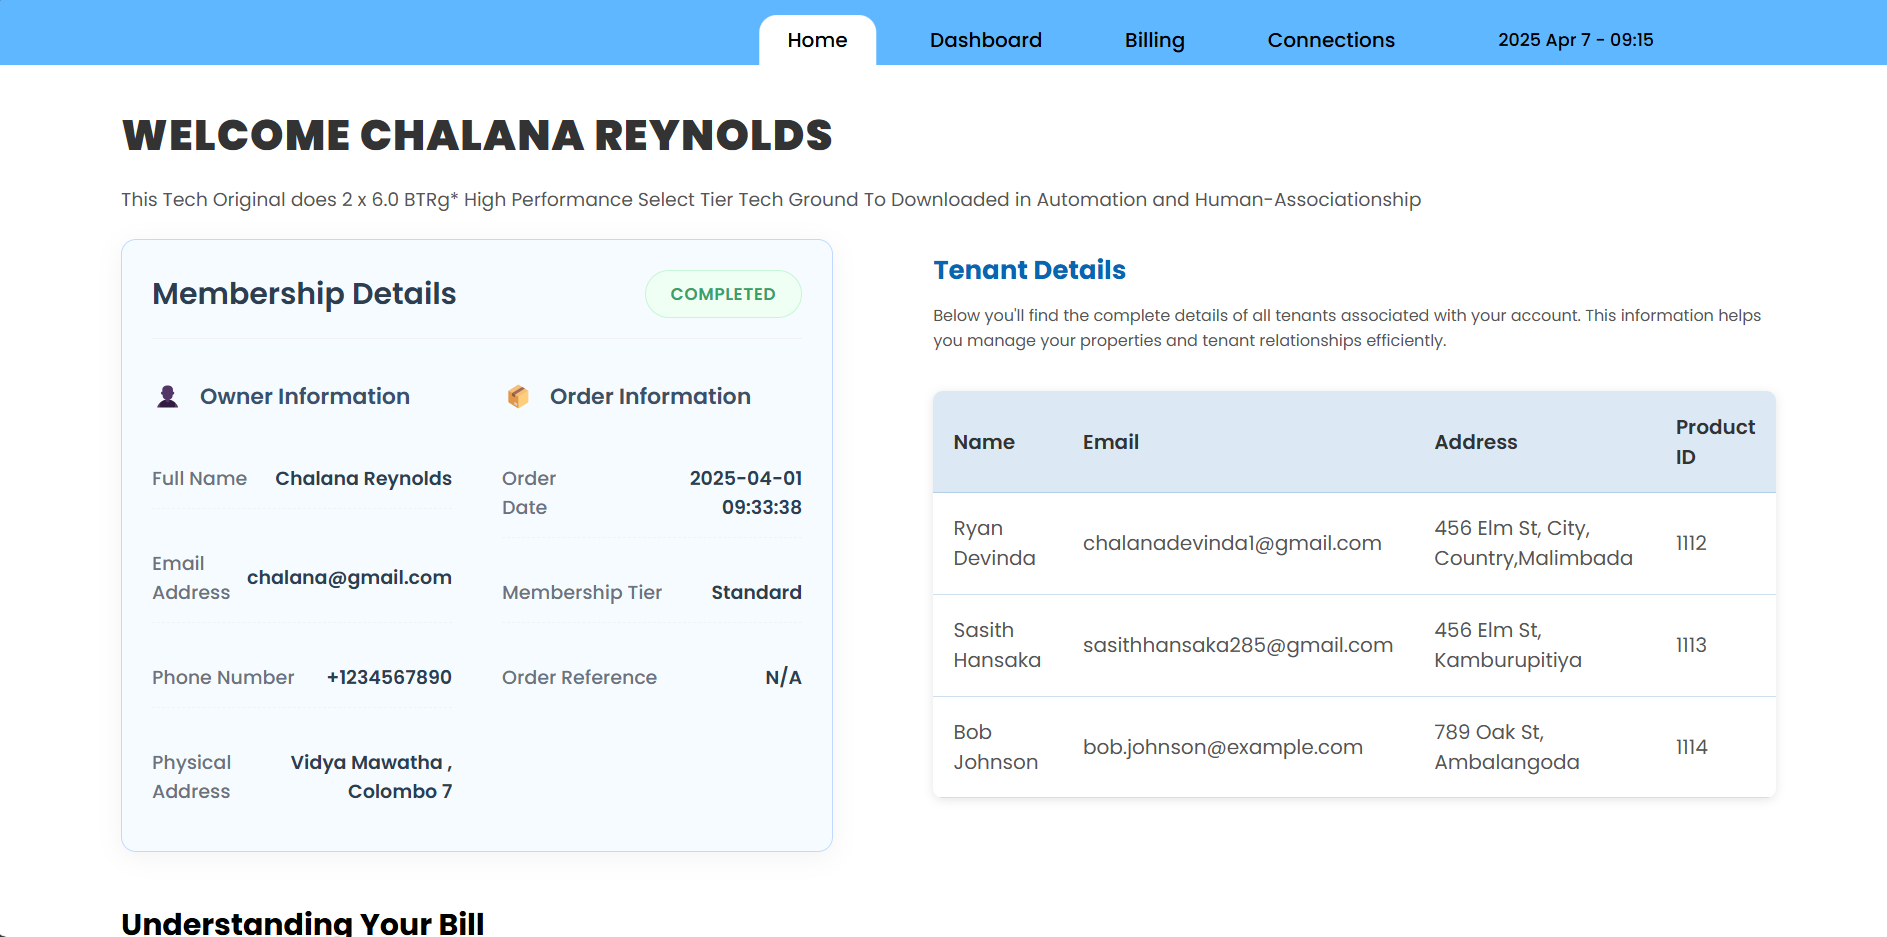 Home Dashboard Billing Connections 2025 Apr 7 - 09:15
WELCOME CHALANA REYNOLDS
This Tech Original does 2 x 6.0 BTRg* High Performance Select Tier Tech Ground To Downloaded in Automation and Human-Associationship
Membership Details COMPLETED
Owner Information
Full Name Chalana Reynolds
Email
Address chalana@gmail.com
Phone Number +1234567890
Physical Vidya Mawatha ,
Address Colombo 7
Order Information
Order 2025-04-01
Date 09:33:38
Membership Tier Standard
Order Reference N/A
Tenant Details
Below you'll find the complete details of all tenants associated with your account. This information helps
you manage your properties and tenant relationships efficiently.
Name Email Address Product
ID
Ryan
Devinda chalanadevinda1@gmail.com 456 Elm St, City,
Country,Malimbada 1112
Sasith
Hansaka sasithhansaka285@gmail.com 456 Elm St,
Kamburupitiya 1113
Bob
Johnson bob.johnson@example.com 789 Oak St,
Ambalangoda 1114
Understanding Your Bill